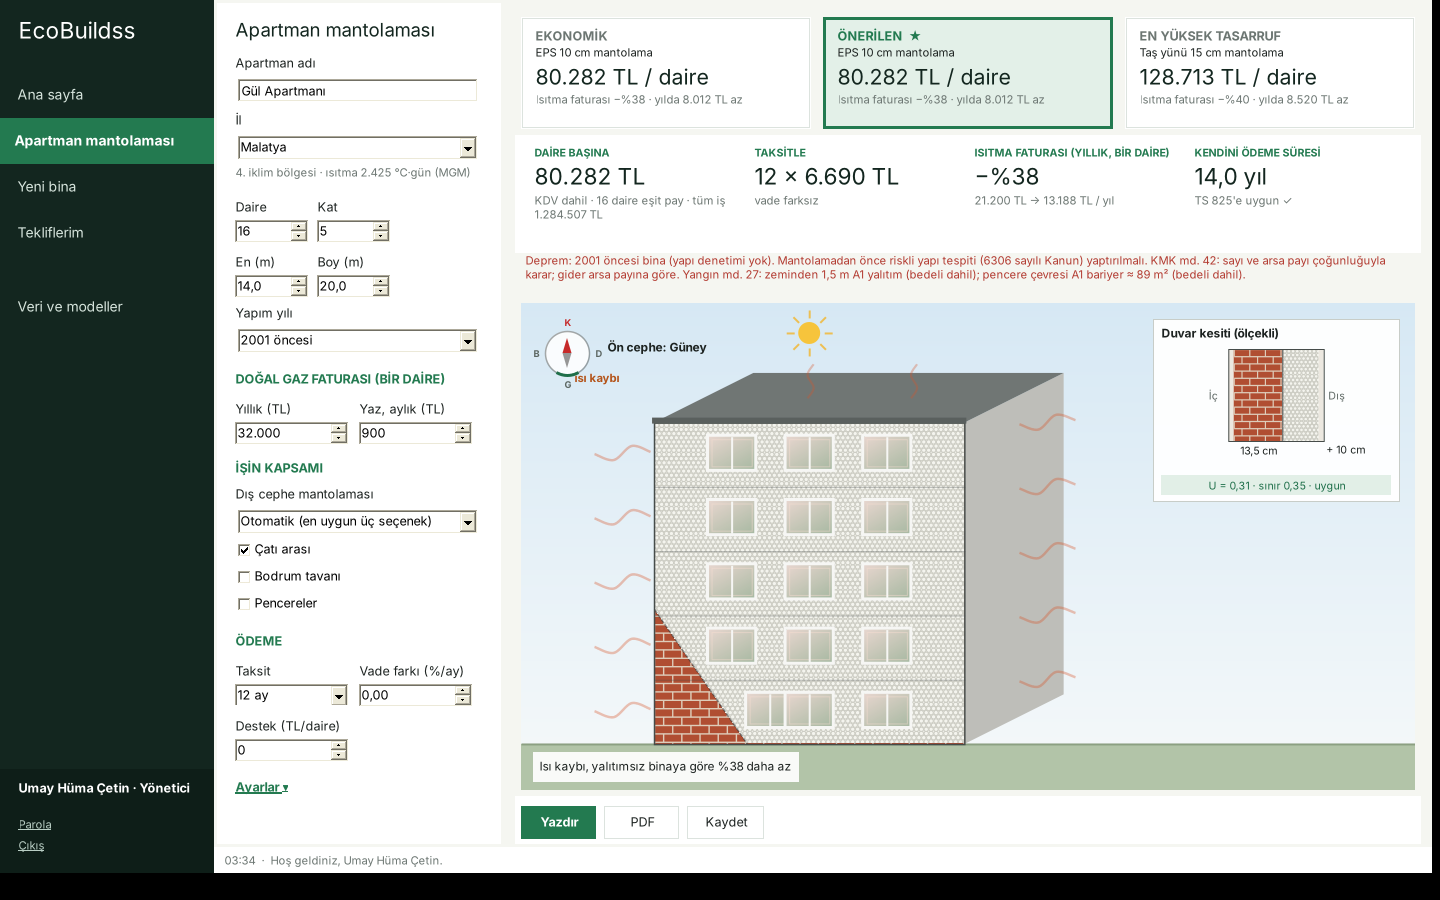 EcoBuildss
Ana sayfa
Apartman mantolaması
Yeni bina
Tekliflerim
Veri ve modeller
Umay Hüma Çetin · Yönetici
Parola
Çıkış
Apartman mantolaması
Apartman adı
Gül Apartmanı
İl
Malatya
4. iklim bölgesi · ısıtma 2.425 °C·gün (MGM)
Daire Kat
16 5
En (m) Boy (m)
14,0 20,0
Yapım yılı
2001 öncesi
DOĞAL GAZ FATURASI (BİR DAİRE)
Yıllık (TL) Yaz, aylık (TL)
32.000 900
İŞİN KAPSAMI
Dış cephe mantolaması
Otomatik (en uygun üç seçenek)
Çatı arası
Bodrum tavanı
Pencereler
ÖDEME
Taksit Vade farkı (%/ay)
12 ay 0,00
Destek (TL/daire)
0
Ayarlar ▾
EKONOMİK
EPS 10 cm mantolama
80.282 TL / daire
Isıtma faturası −%38 · yılda 8.012 TL az
ÖNERİLEN ★
EPS 10 cm mantolama
80.282 TL / daire
Isıtma faturası −%38 · yılda 8.012 TL az
EN YÜKSEK TASARRUF
Taş yünü 15 cm mantolama
128.713 TL / daire
Isıtma faturası −%40 · yılda 8.520 TL az
DAİRE BAŞINA
80.282 TL
KDV dahil · 16 daire eşit pay · tüm iş
1.284.507 TL
TAKSİTLE
12 × 6.690 TL
vade farksız
ISITMA FATURASI (YILLIK, BİR DAİRE)
−%38
21.200 TL → 13.188 TL / yıl
KENDİNİ ÖDEME SÜRESİ
14,0 yıl
TS 825'e uygun ✓
Deprem: 2001 öncesi bina (yapı denetimi yok). Mantolamadan önce riskli yapı tespiti (6306 sayılı Kanun) yaptırılmalı. KMK md. 42: sayı ve arsa payı çoğunluğuyla
karar; gider arsa payına göre. Yangın md. 27: zeminden 1,5 m A1 yalıtım (bedeli dahil); pencere çevresi A1 bariyer ≈ 89 m² (bedeli dahil).
K
B D
G
Ön cephe: Güney
ısı kaybı
Duvar kesiti (ölçekli)
İç Dış
13,5 cm + 10 cm
U = 0,31 · sınır 0,35 · uygun
Isı kaybı, yalıtımsız binaya göre %38 daha az
Yazdır PDF Kaydet
03:34 · Hoş geldiniz, Umay Hüma Çetin.